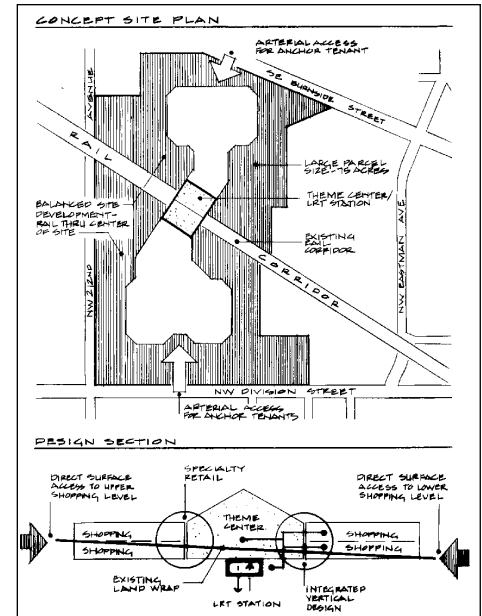 CONCEPT SITE PLAN
ARTERIAL ACCESS
FOR ANCHOR TENANT
SE BURNSIDE STREET
AVENUE
RAIL
LARGE PARCEL
SIZE-75 ACRES
THEME CENTER/
LRT STATION
BALANCED SITE
DEVELOPMENT-
RAIL THRU CENTER
OF SITE
EXISTING
RAIL
CORRIDOR
CORRIDOR
NW 212ND
NW EASTMAN AVE.
NW DIVISION STREET
ARTERIAL ACCESS
FOR ANCHOR TENANTS
DESIGN SECTION
DIRECT SURFACE
ACCESS TO UPPER
SHOPPING LEVEL
SPECIALTY
RETAIL
DIRECT SURFACE
ACCESS TO LOWER
SHOPPING LEVEL
THEME
CENTER
SHOPPING
SHOPPING
SHOPPING
SHOPPING
EXISTING
LAND WRAP
LRT STATION
INTEGRATED
VERTICAL
DESIGN